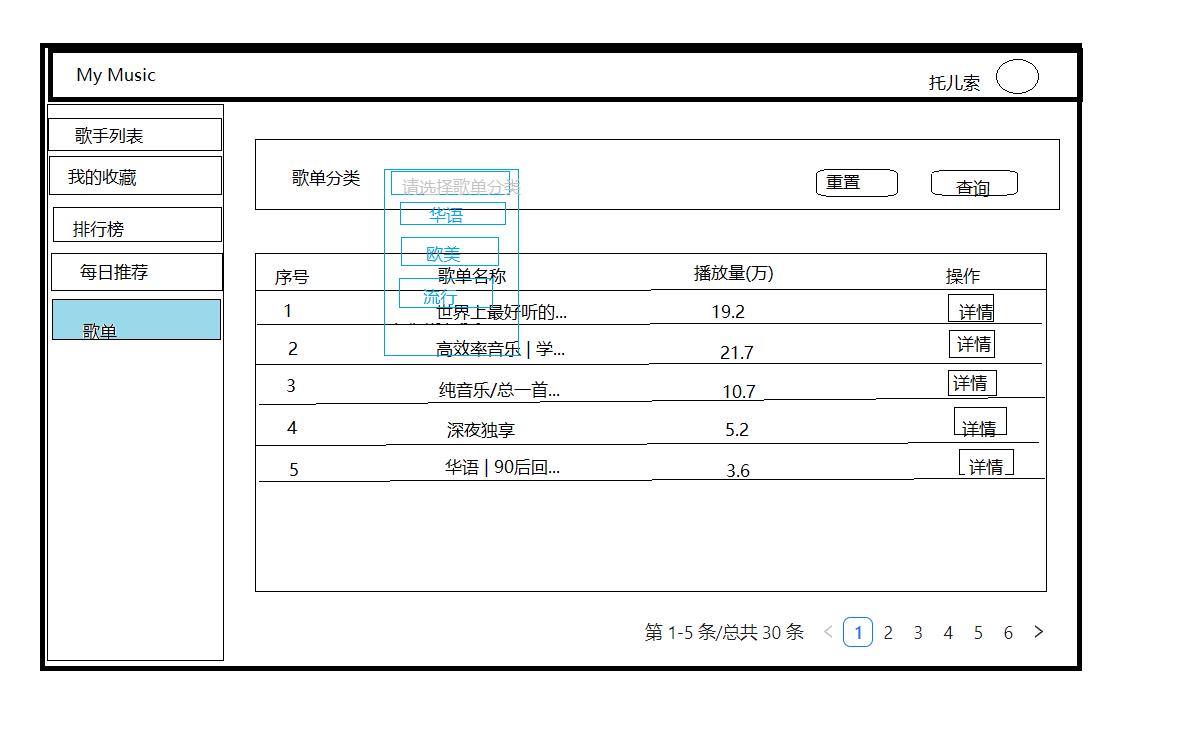 My Music
托儿索
歌手列表
我的收藏
排行榜
每日推荐
歌单
歌单分类
请选择歌单分类
华语
欧美
流行
重置
查询
序号 歌单名称 播放量(万) 操作
1 世界上最好听的... 19.2 详情
2 高效率音乐 | 学... 21.7 详情
3 纯音乐/总一首... 10.7 详情
4 深夜独享 5.2 详情
5 华语 | 90后回... 3.6 详情
第 1-5 条/总共 30 条 < 1 2 3 4 5 6 >